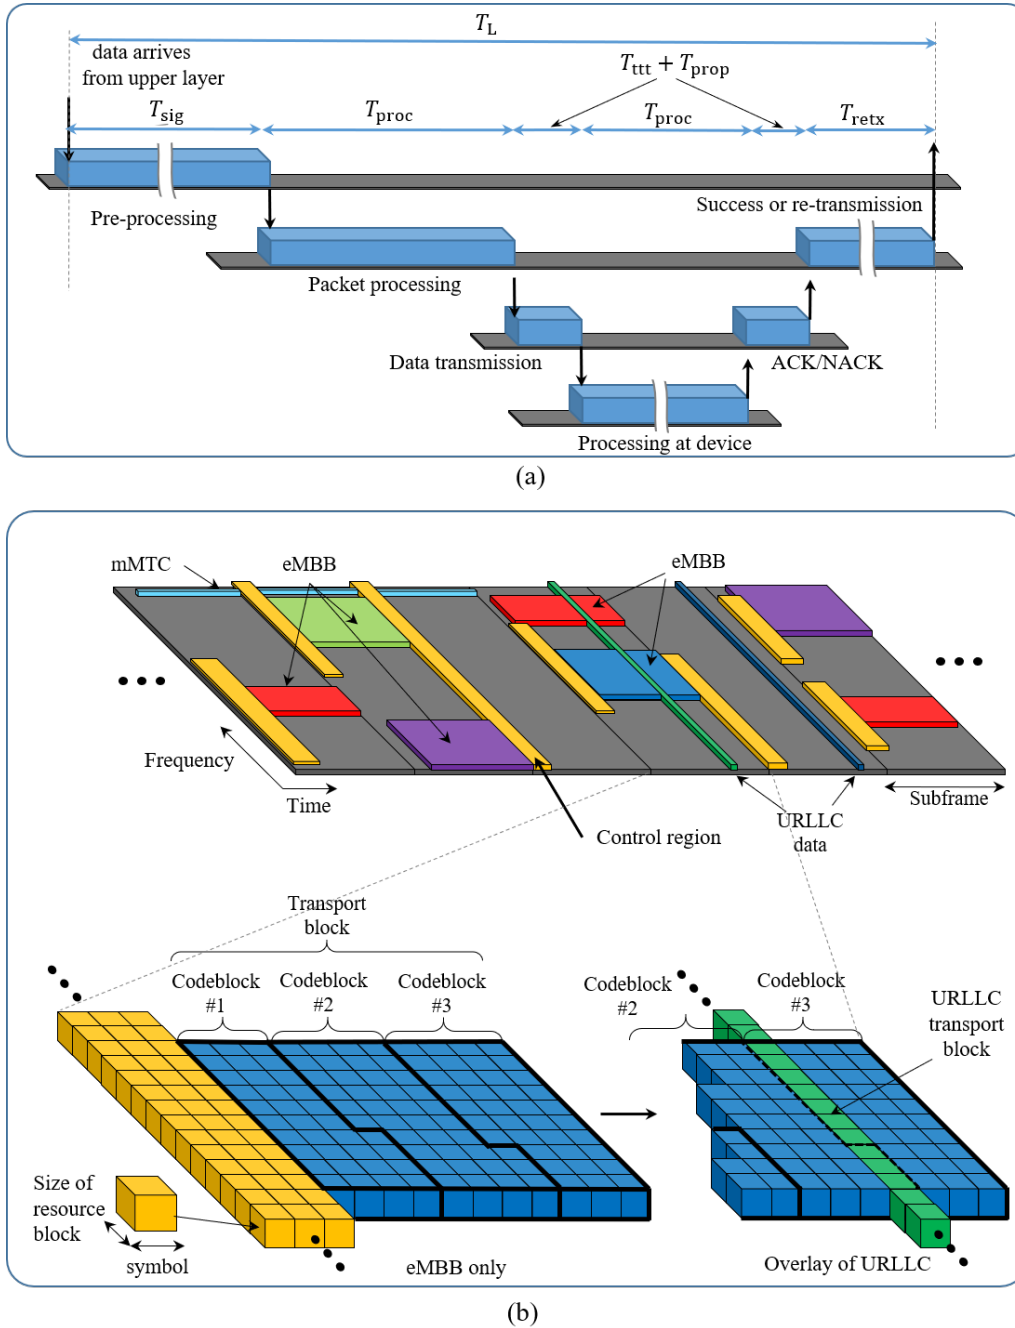 T_L
data arrives
from upper layer
T_ttt + T_prop
T_sig
T_proc
T_proc
T_retx
Pre-processing
Success or re-transmission
Packet processing
Data transmission
ACK/NACK
Processing at device
(a)
mMTC
eMBB
eMBB
Frequency
Time
Subframe
URLLC
data
Control region
Transport
block
Codeblock
#1
Codeblock
#2
Codeblock
#3
Codeblock
#2
Codeblock
#3
URLLC
transport
block
Size of
resource
block
symbol
eMBB only
Overlay of URLLC
(b)